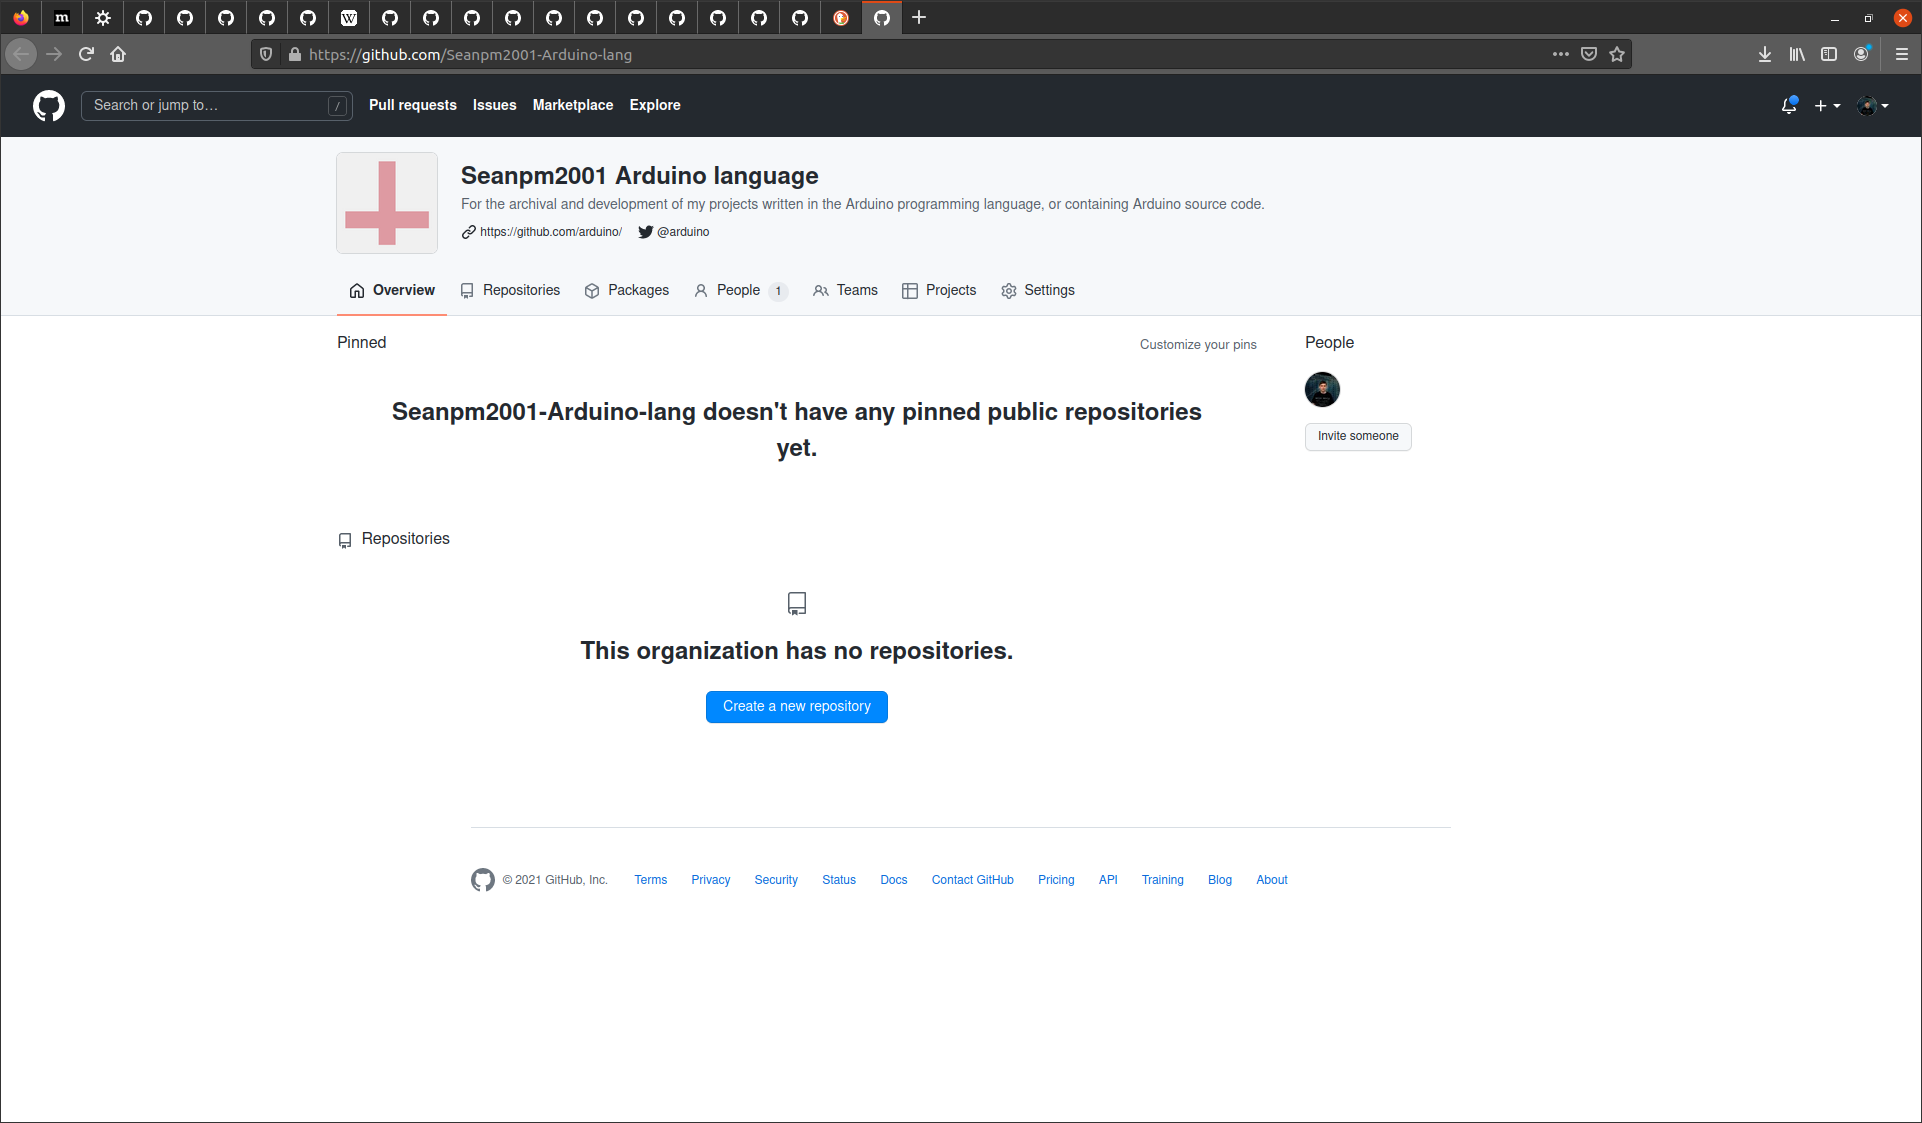 m
W
https://github.com/Seanpm2001-Arduino-lang
Search or jump to…
/
Pull requests
Issues
Marketplace
Explore
Seanpm2001 Arduino language
For the archival and development of my projects written in the Arduino programming language, or containing Arduino source code.
https://github.com/arduino/
@arduino
Overview
Repositories
Packages
People 1
Teams
Projects
Settings
Pinned
Customize your pins
People
Seanpm2001-Arduino-lang doesn't have any pinned public repositories
yet.
Invite someone
Repositories
This organization has no repositories.
Create a new repository
© 2021 GitHub, Inc.
Terms
Privacy
Security
Status
Docs
Contact GitHub
Pricing
API
Training
Blog
About